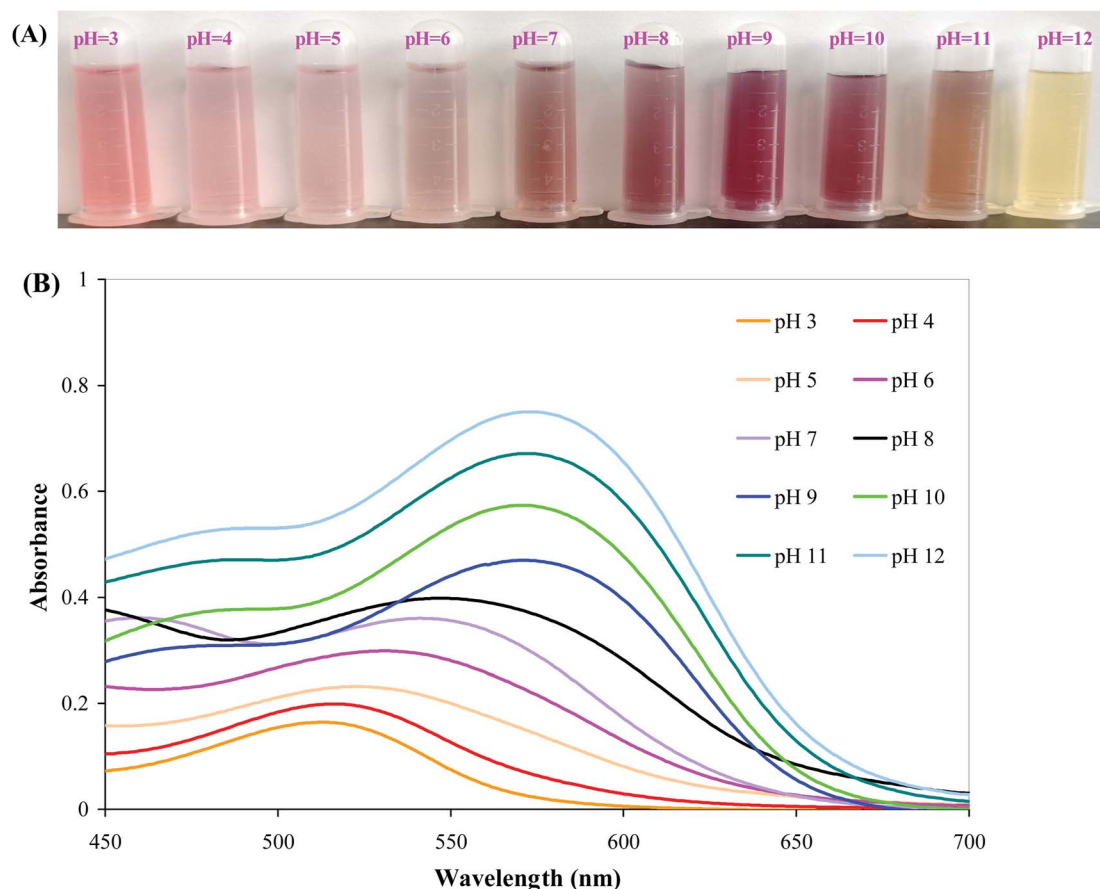 (A)
pH=3 pH=4 pH=5 pH=6 pH=7 pH=8 pH=9 pH=10 pH=11 pH=12
(B)
1
0.8
0.6
0.4
0.2
0
Absorbance
pH 3 pH 4
pH 5 pH 6
pH 7 pH 8
pH 9 pH 10
pH 11 pH 12
450 500 550 600 650 700
Wavelength (nm)